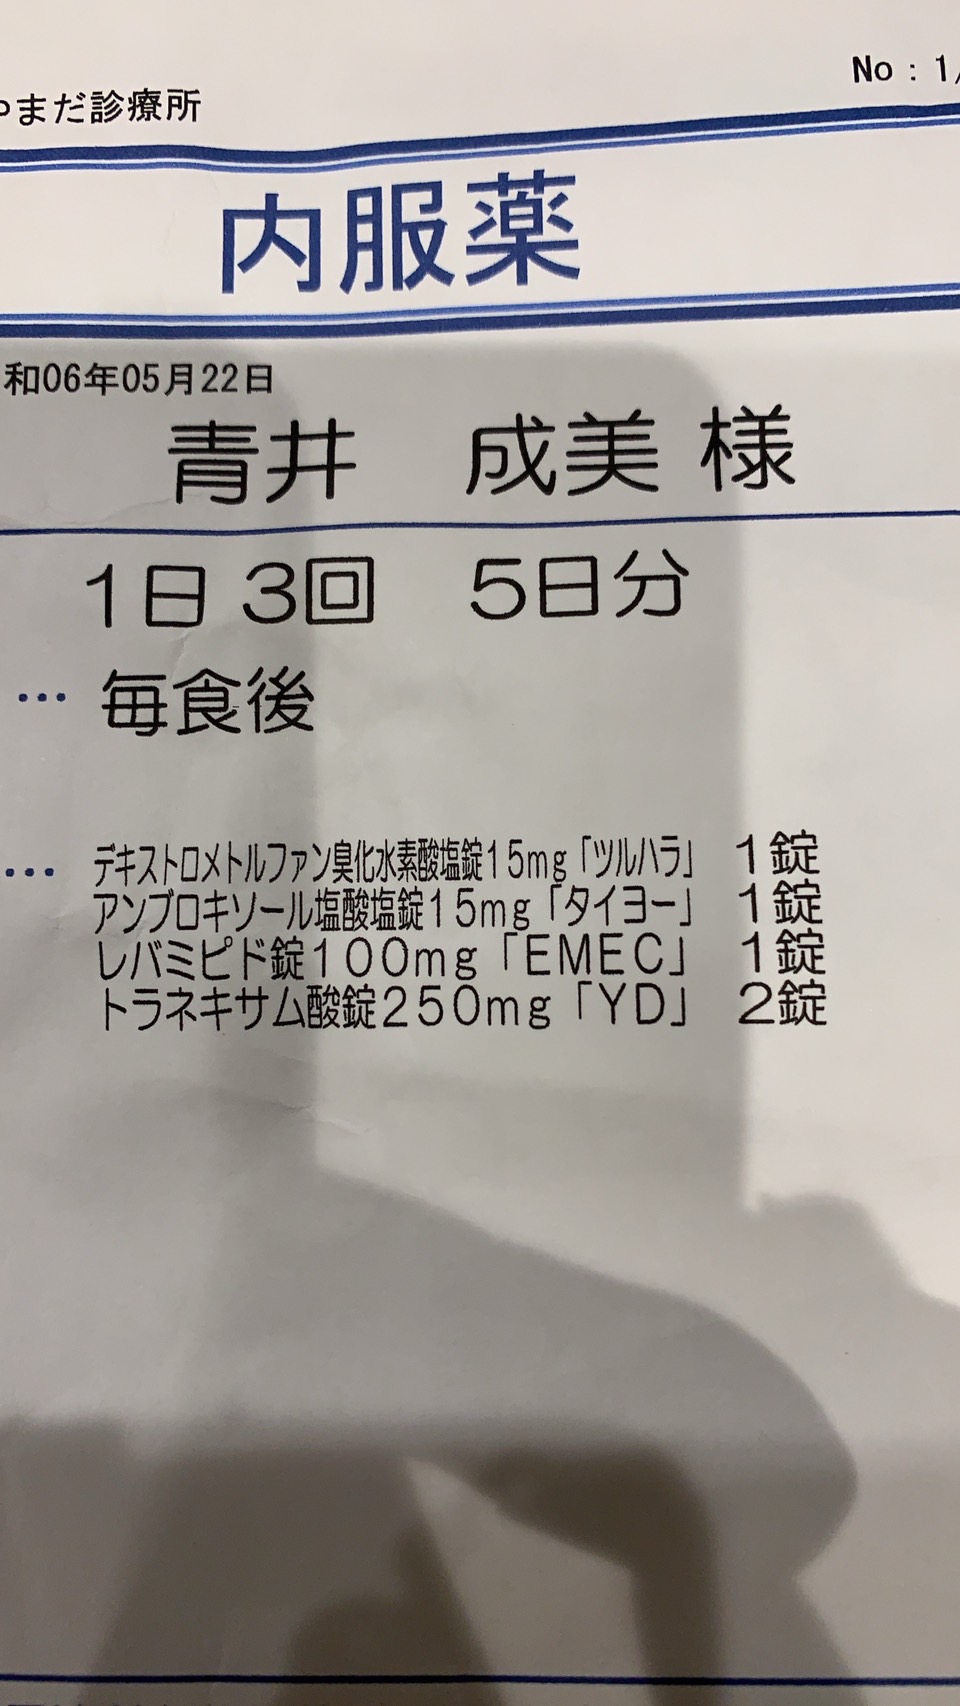 やまだ診療所
No：1/
内服薬
和06年05月22日
青井　成美 様
1日 3回　5日分
… 毎食後
… デキストロメトルファン臭化水素酸塩錠15mg「ツルハラ」 1錠
アンブロキソール塩酸塩錠15mg「タイヨー」 1錠
レバミピド錠100mg「EMEC」 1錠
トラネキサム酸錠250mg「YD」 2錠